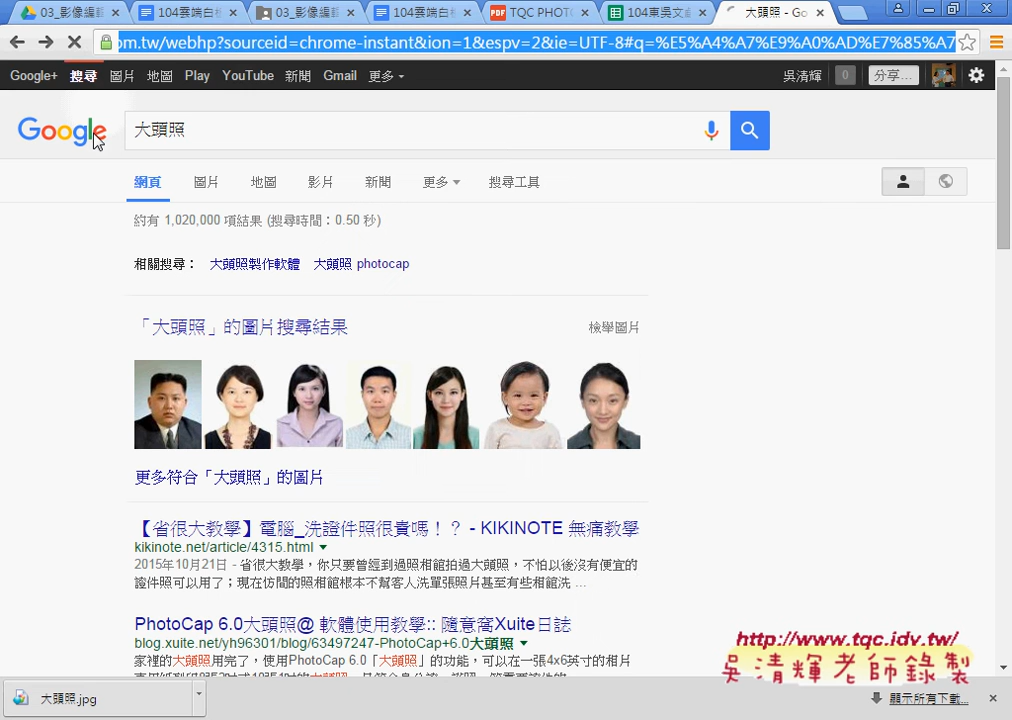 03_影像編輯
104雲端白板
03_影像編輯
104雲端白板
TQC PHOTO
104東吳文
大頭照 - Go
om.tw/webhp?sourceid=chrome-instant&ion=1&espv=2&ie=UTF-8#q=%E5%A4%A7%E9%A0%AD%E7%85%A7
Google+ 搜尋 圖片 地圖 Play YouTube 新聞 Gmail 更多 吳清輝 0 分享...
Google 大頭照
網頁 圖片 地圖 影片 新聞 更多 搜尋工具
約有 1,020,000 項結果 (搜尋時間：0.50 秒)
相關搜尋： 大頭照製作軟體 大頭照 photocap
「大頭照」的圖片搜尋結果 檢舉圖片
更多符合「大頭照」的圖片
【省很大教學】電腦_洗證件照很貴嗎！？ - KIKINOTE 無痛教學
kikinote.net/article/4315.html
2015年10月21日 - 省很大教學，你只要曾經到過照相館拍過大頭照，不怕以後沒有便宜的
證件照可以用了；現在坊間的照相館根本不幫客人洗單張照片甚至有些相館洗 ...
PhotoCap 6.0大頭照@ 軟體使用教學:: 隨意窩Xuite日誌
blog.xuite.net/yh96301/blog/63497247-PhotoCap+6.0大頭照
家裡的大頭照用完了，使用PhotoCap 6.0「大頭照」的功能，可以在一張4x6英寸的相片
http://www.tqc.idv.tw/
吳清輝老師錄製
大頭照.jpg 顯示所有下載...